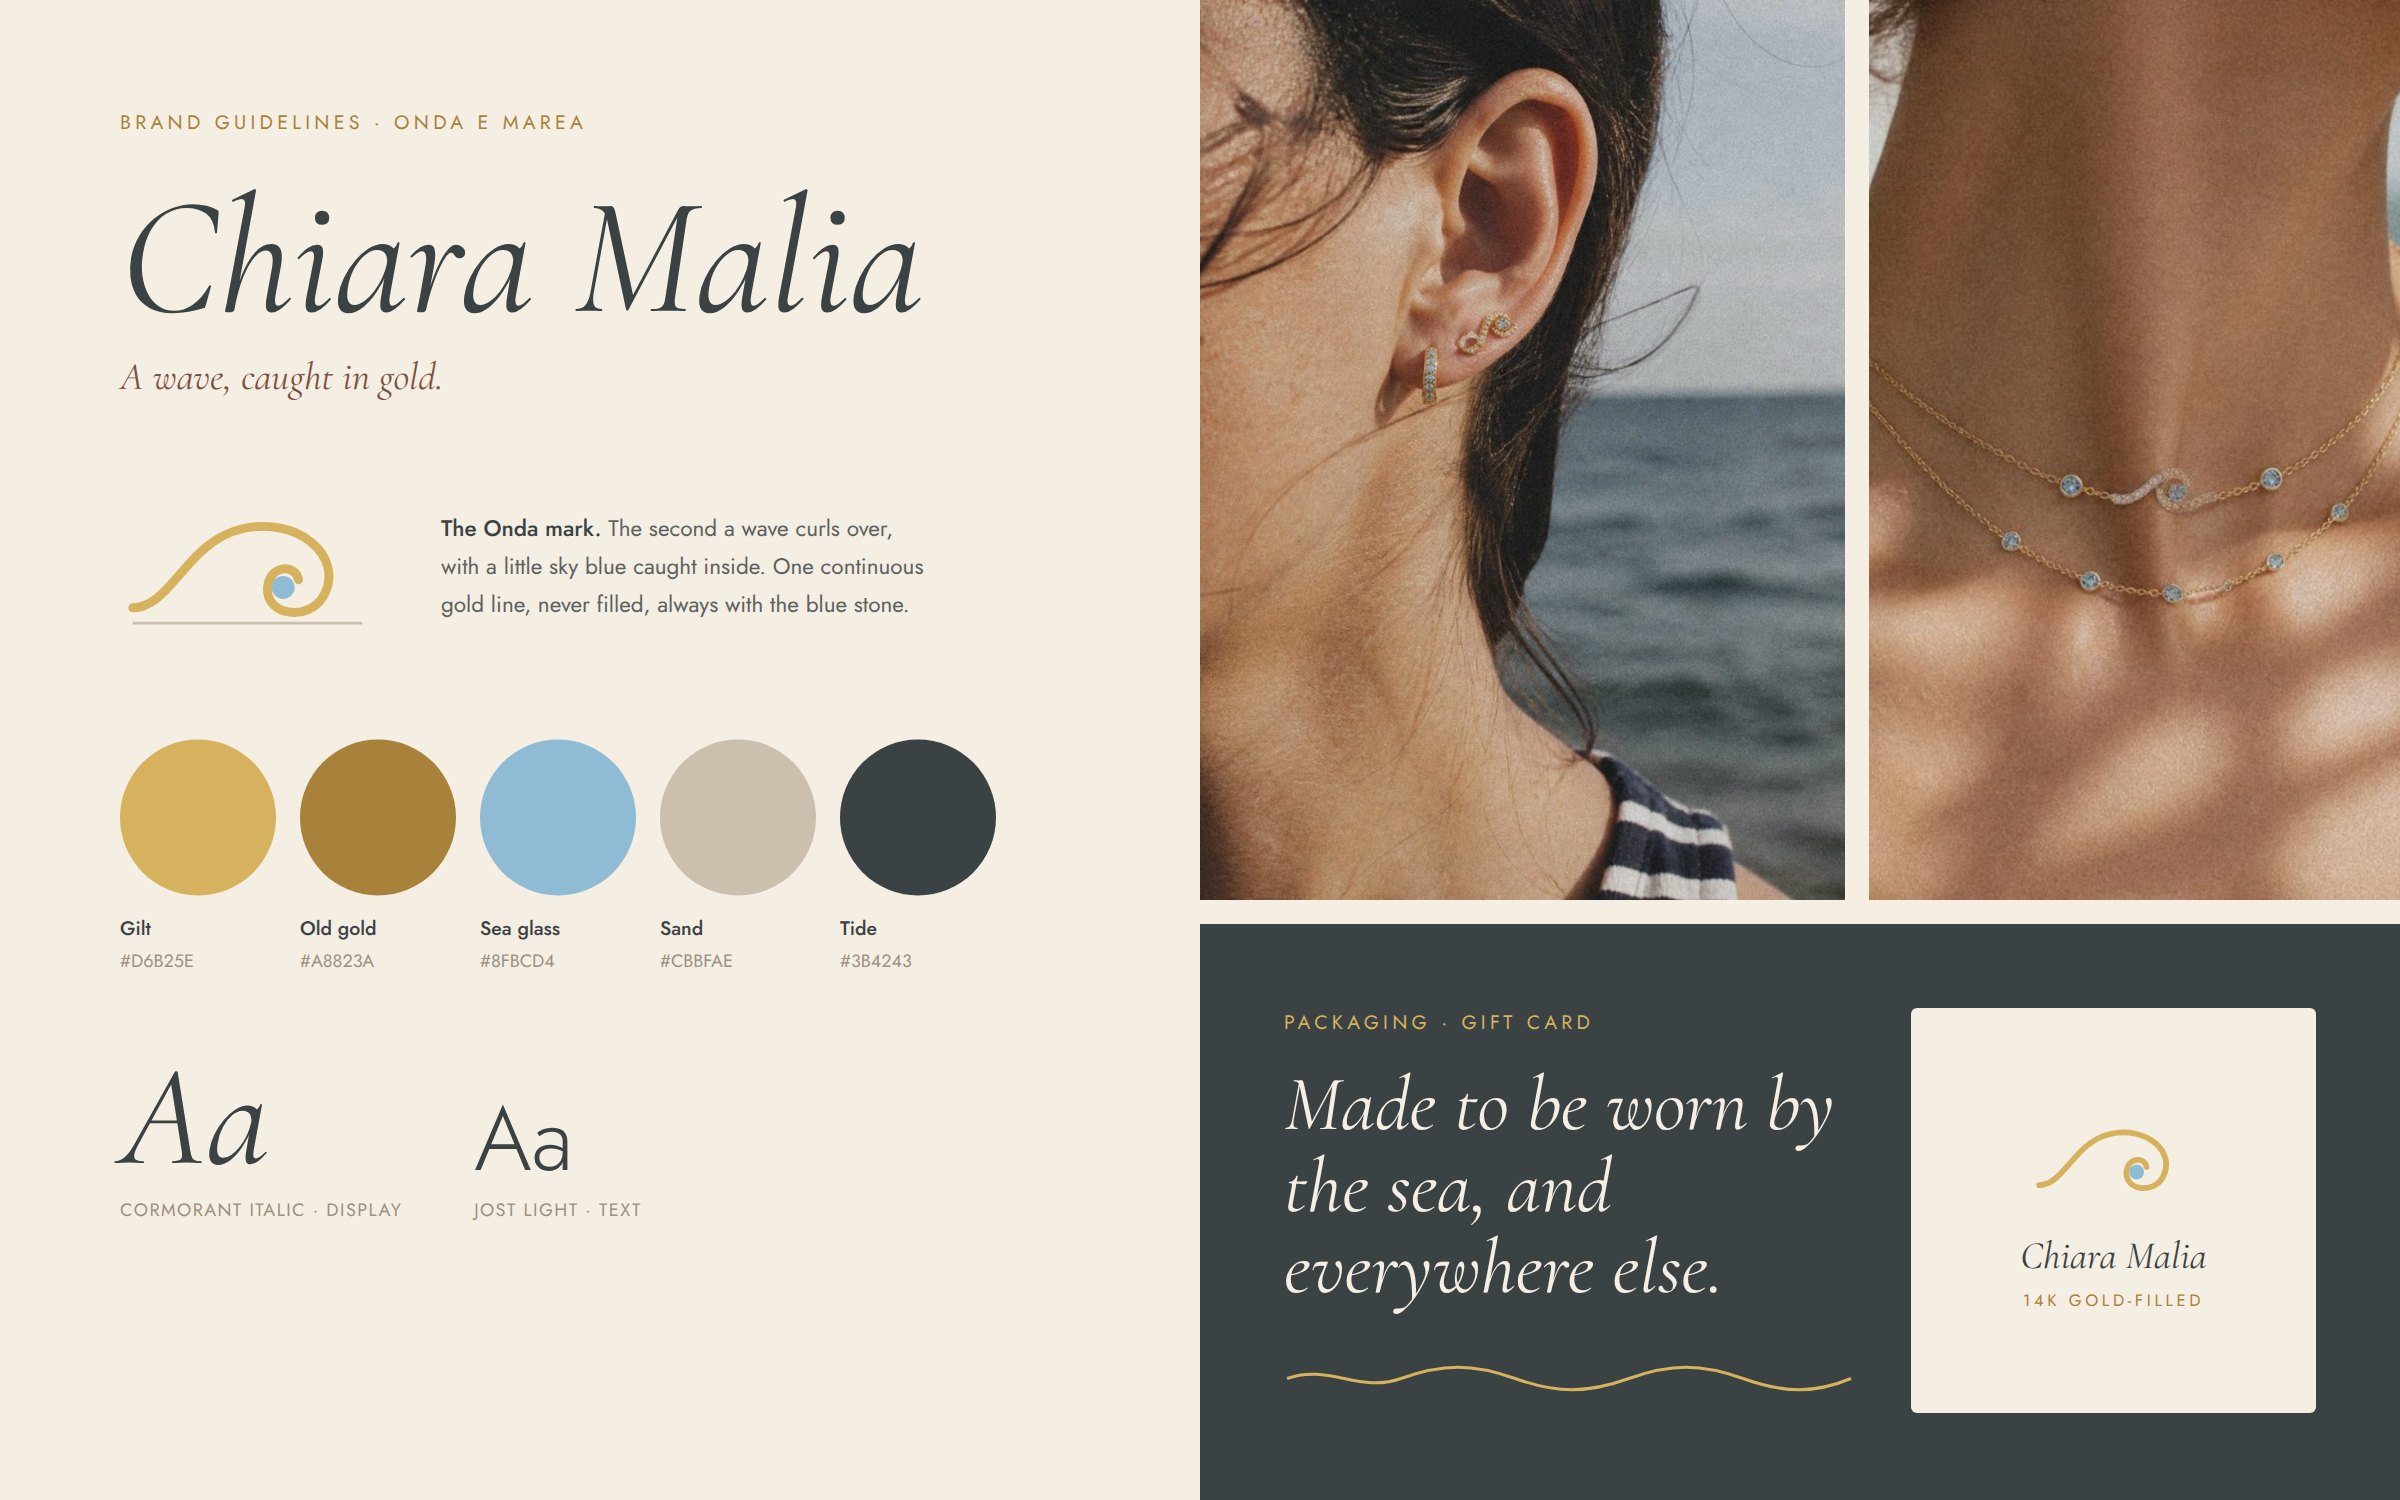 BRAND GUIDELINES · ONDA E MAREA
Chiara Malia
A wave, caught in gold.
The Onda mark. The second a wave curls over,
with a little sky blue caught inside. One continuous
gold line, never filled, always with the blue stone.
Gilt
#D6B25E
Old gold
#A8823A
Sea glass
#8FBCD4
Sand
#CBBFAE
Tide
#3B4243
Aa
CORMORANT ITALIC · DISPLAY
Aa
JOST LIGHT · TEXT
PACKAGING · GIFT CARD
Made to be worn by
the sea, and
everywhere else.
Chiara Malia
14K GOLD-FILLED